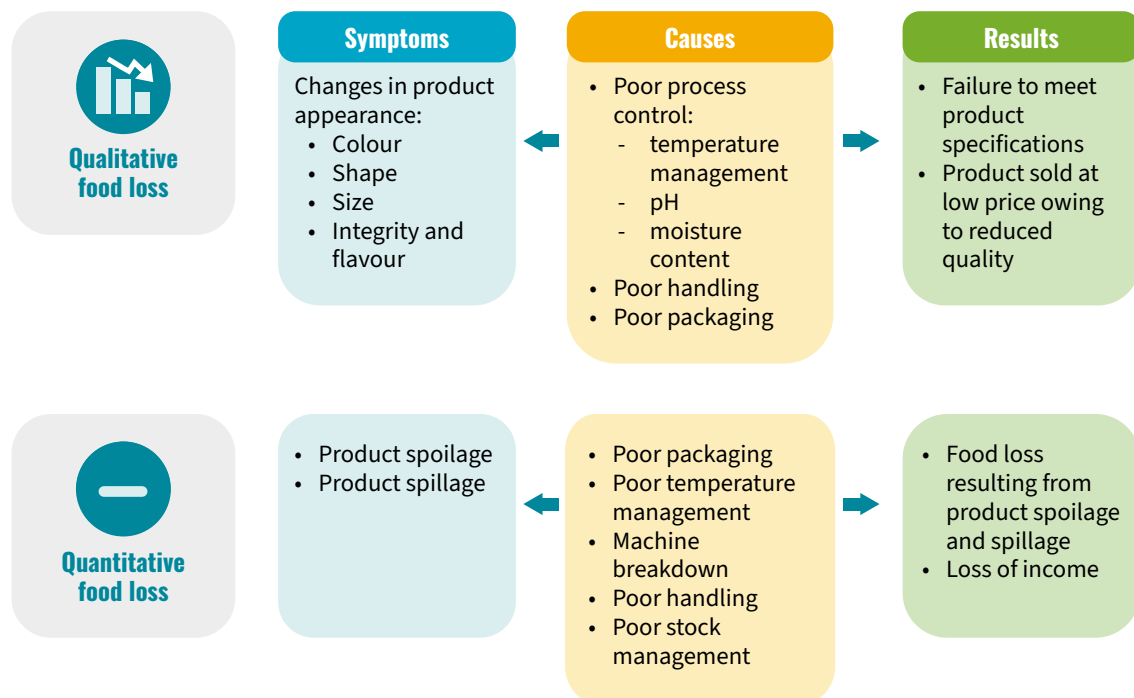 Symptoms
Causes
Results
Qualitative
food loss
Changes in product
appearance:
• Colour
• Shape
• Size
• Integrity and
flavour
• Poor process
control:
- temperature
management
- pH
- moisture
content
• Poor handling
• Poor packaging
• Failure to meet
product
specifications
• Product sold at
low price owing
to reduced
quality
Quantitative
food loss
• Product spoilage
• Product spillage
• Poor packaging
• Poor temperature
management
• Machine
breakdown
• Poor handling
• Poor stock
management
• Food loss
resulting from
product spoilage
and spillage
• Loss of income